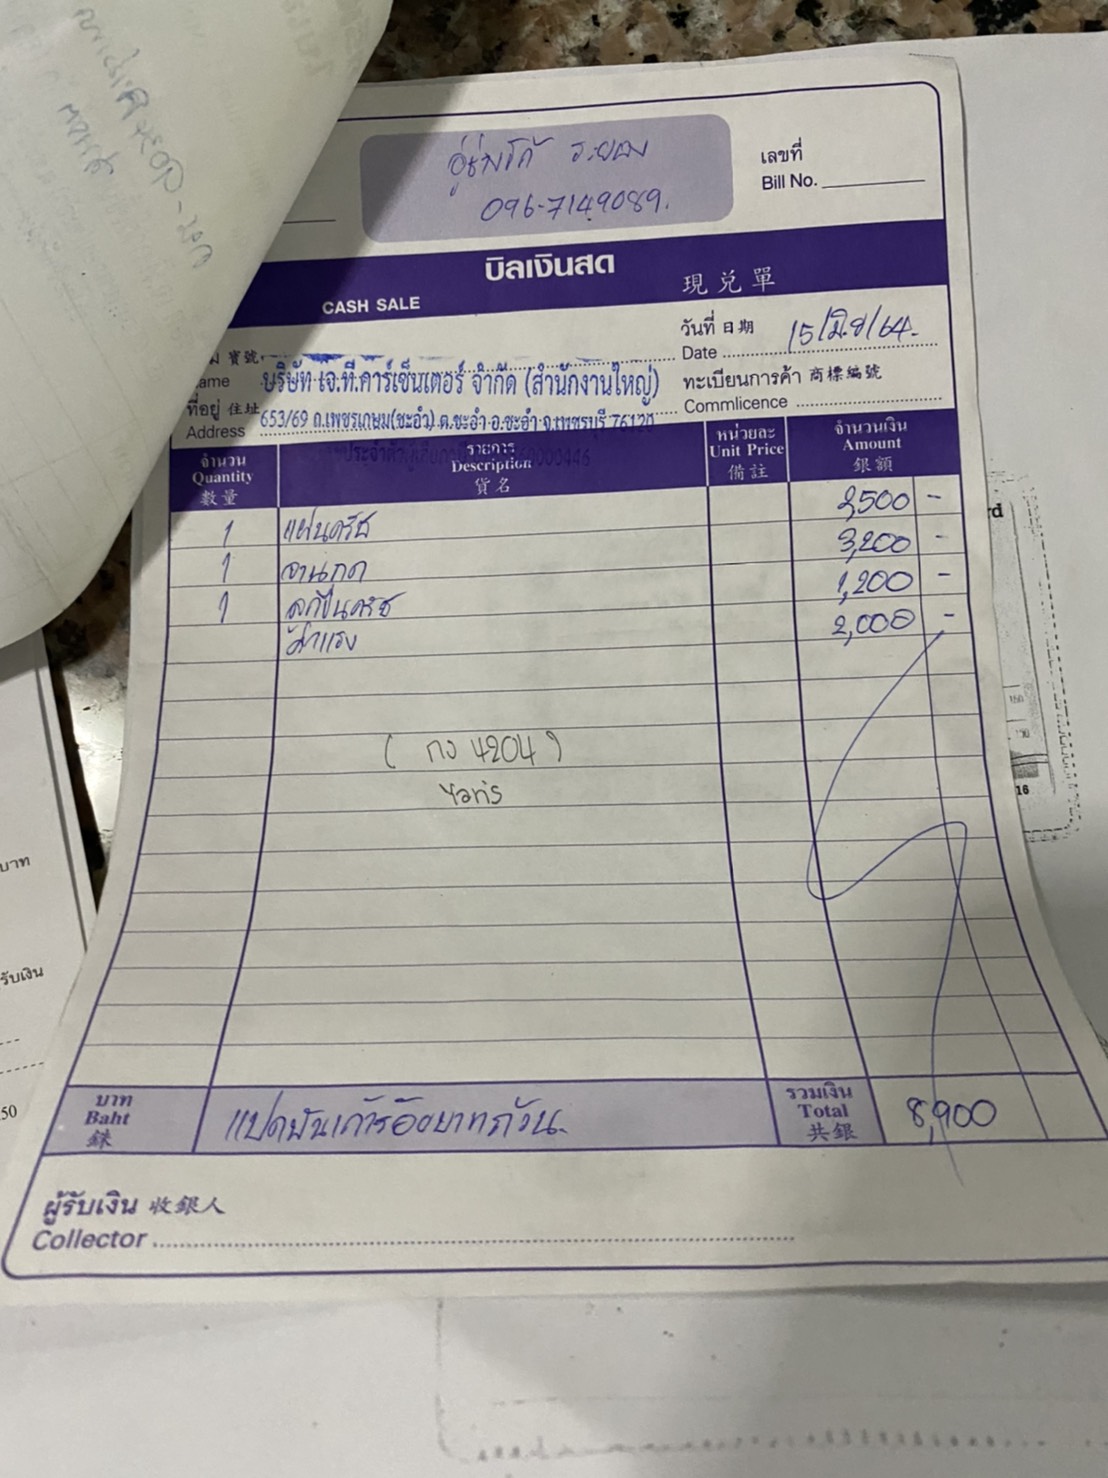 096-7149089.
เลขที่
Bill No.
บิลเงินสด
CASH SALE
現兑單
วันที่ 日期
Date 15/มิ.ย/64.
寶號
บริษัท เจ.ที.คาร์เซ็นเตอร์ จำกัด (สำนักงานใหญ่)
ทะเบียนการค้า 商標編號
Commlicence
ที่อยู่ 住址
Address
653/69 ถ.เพชรเกษม(ชะอำ) ต.ชะอำ อ.ชะอำ จ.เพชรบุรี 76120
จำนวน รายการ หน่วยละ จำนวนเงิน
Quantity Description Unit Price Amount
數量 貨名 備註 銀額
1 แผ่นครัช 2,500 -
1 จานกด 3,200 -
1 ลูกปืนครัช 1,200 -
ค่าแรง 2,000 -
( กง 4204 )
Yaris
บาท
Baht
銖
แปดพันเก้าร้อยบาทถ้วน.
รวมเงิน
Total
共銀
8,900
ผู้รับเงิน 收銀人
Collector
บาท
รับเงิน
50
16